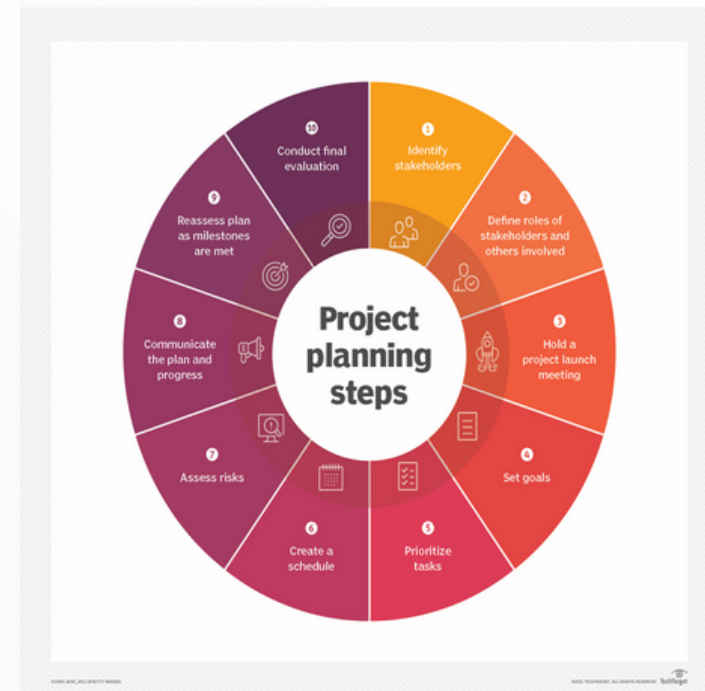 Project
planning
steps
1
Identify
stakeholders
2
Define roles of
stakeholders and
others involved
3
Hold a
project launch
meeting
4
Set goals
5
Prioritize
tasks
6
Create a
schedule
7
Assess risks
8
Communicate
the plan and
progress
9
Reassess plan
as milestones
are met
10
Conduct final
evaluation
TechTarget